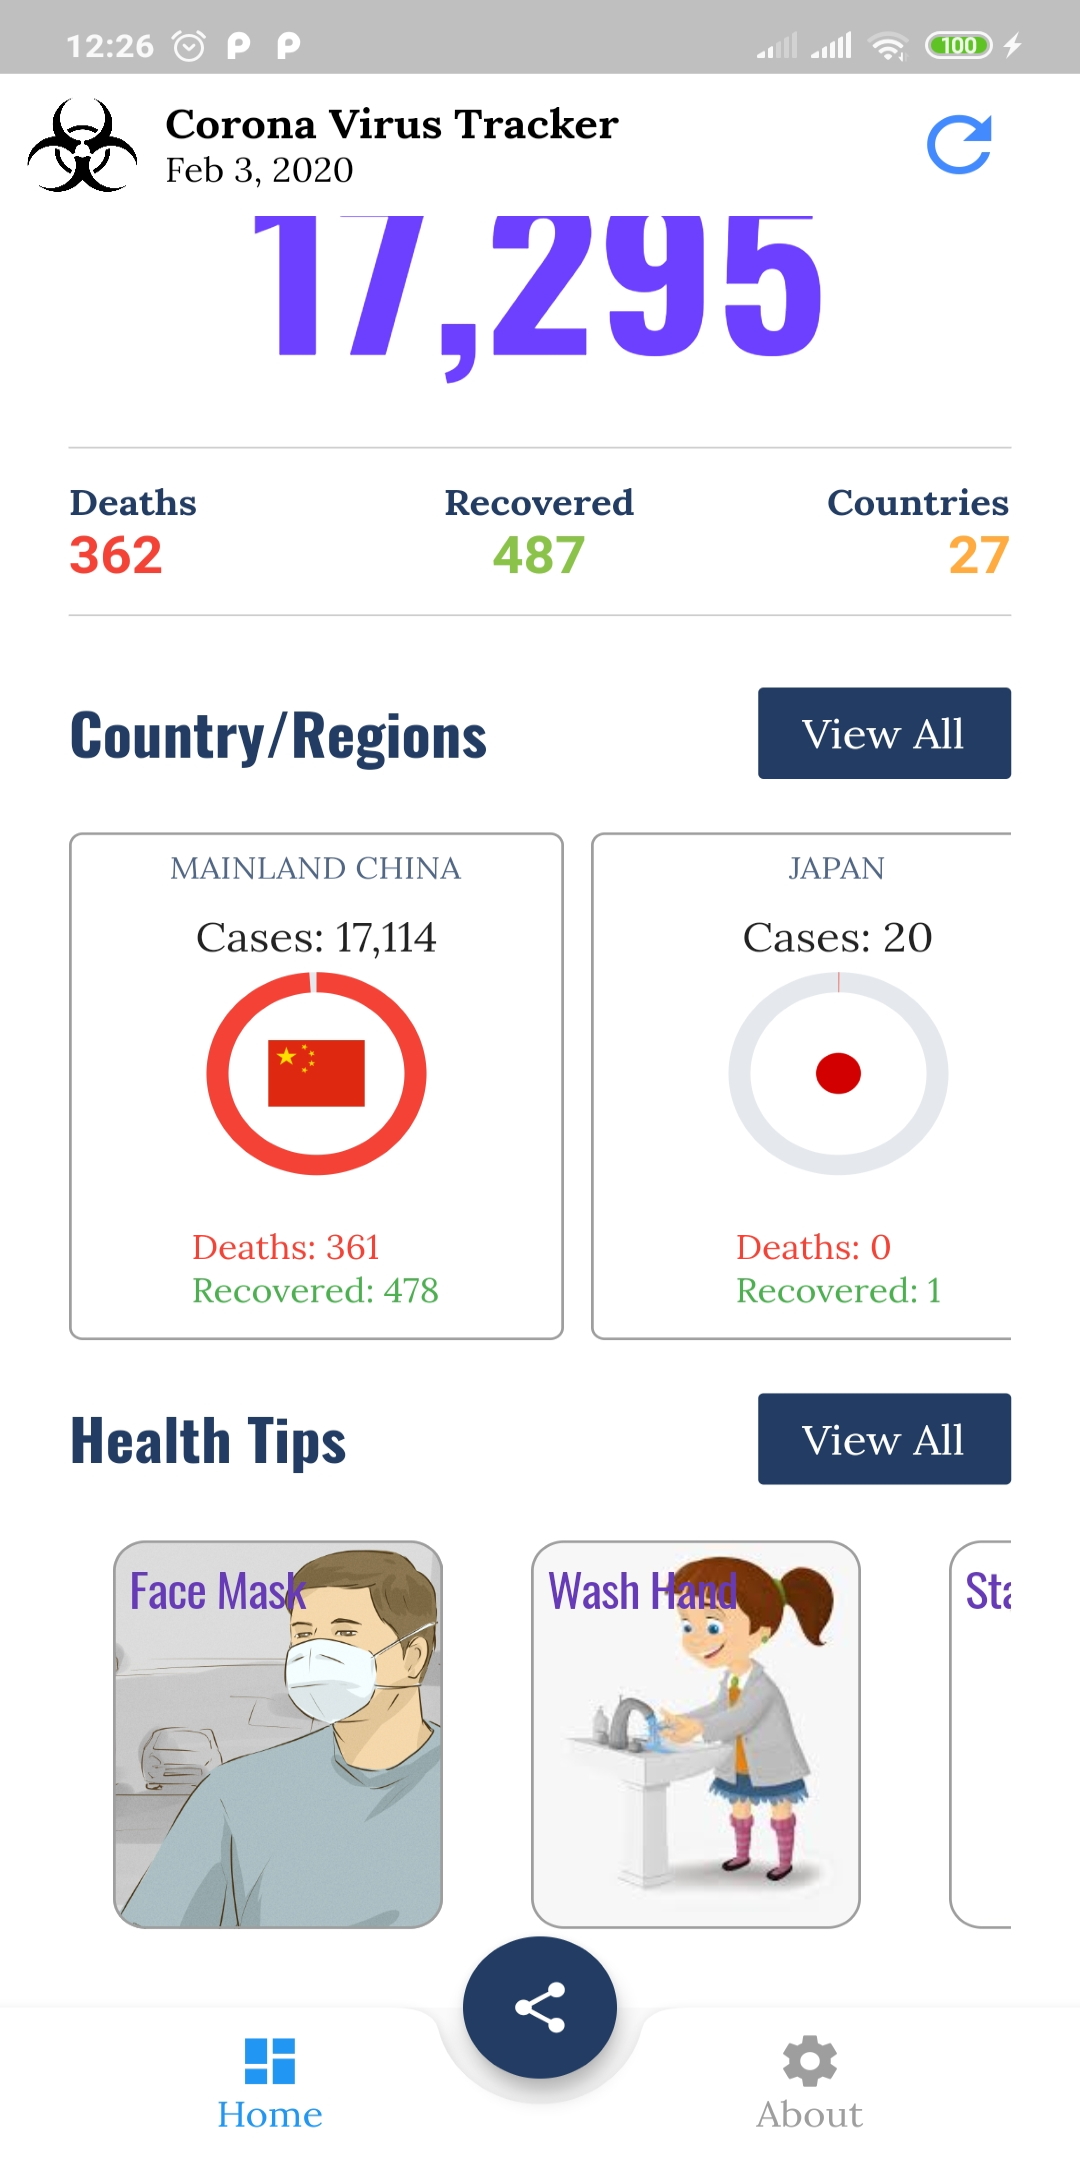 12:26
100
Corona Virus Tracker
Feb 3, 2020
17,295
Deaths Recovered Countries
362 487 27
Country/Regions View All
MAINLAND CHINA JAPAN
Cases: 17,114 Cases: 20
Deaths: 361 Deaths: 0
Recovered: 478 Recovered: 1
Health Tips View All
Face Mask Wash Hand Sta
Home About